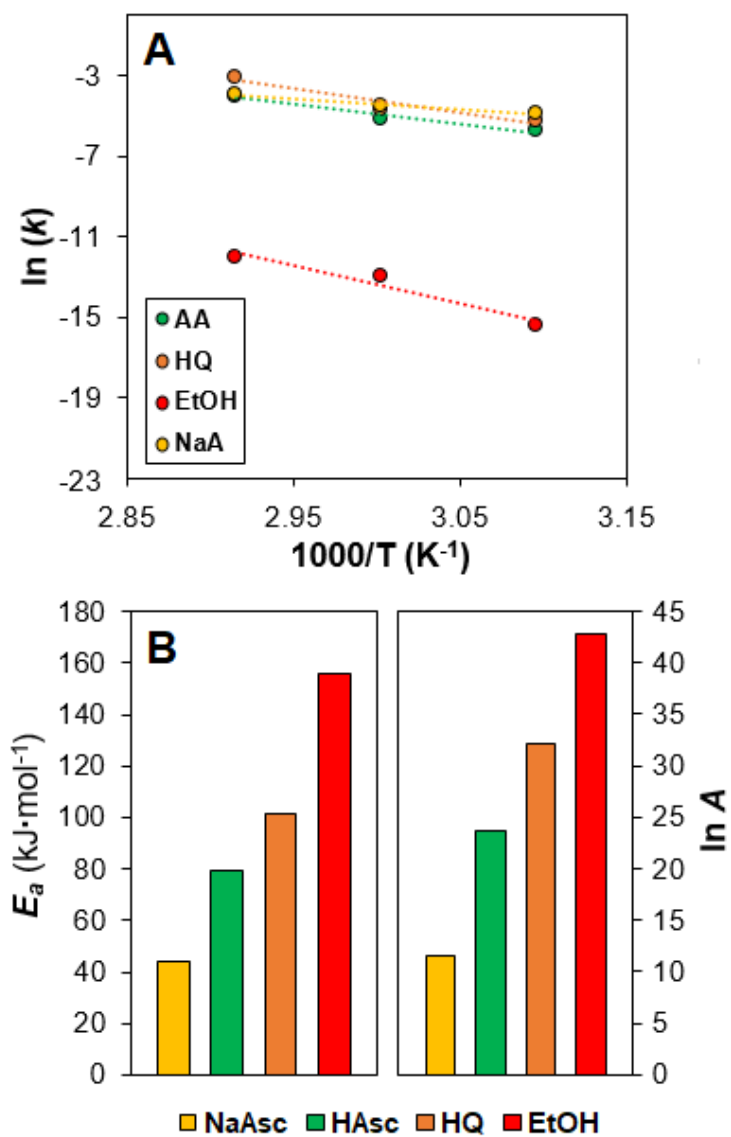 A
-3
-7
-11
-15
-19
-23
ln (k)
AA
HQ
EtOH
NaA
2.85 2.95 3.05 3.15
1000/T (K⁻¹)
B
180
160
140
120
100
80
60
40
20
0
Eₐ (kJ·mol⁻¹)
45
40
35
30
25
20
15
10
5
0
ln A
NaAsc HAsc HQ EtOH